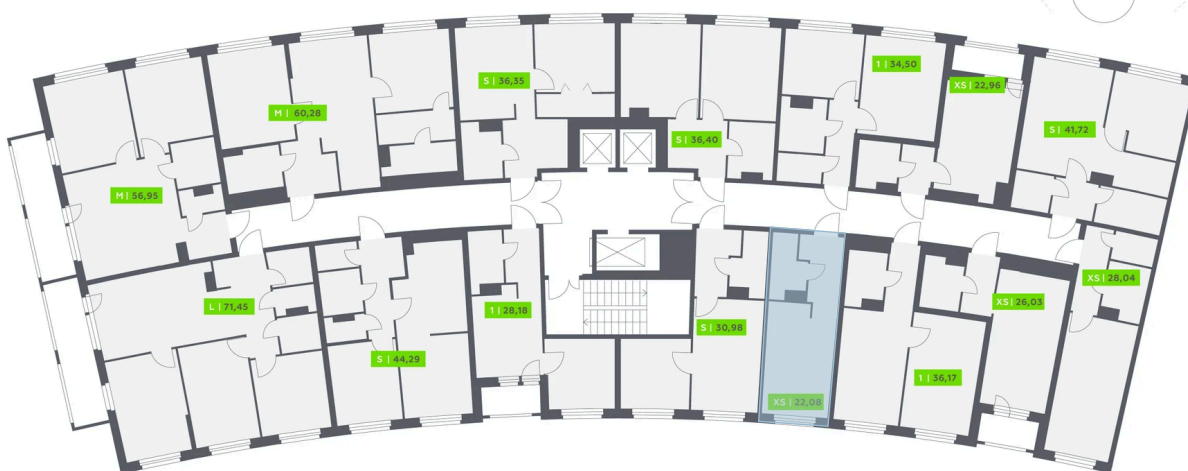 S | 36,35
1 | 34,50
XS | 22,96
M | 60,28
S | 41,72
S | 36,40
M | 56,95
XS | 28,04
L | 71,45
XS | 26,03
1 | 28,18
S | 30,98
S | 44,29
1 | 36,17
XS | 22,08